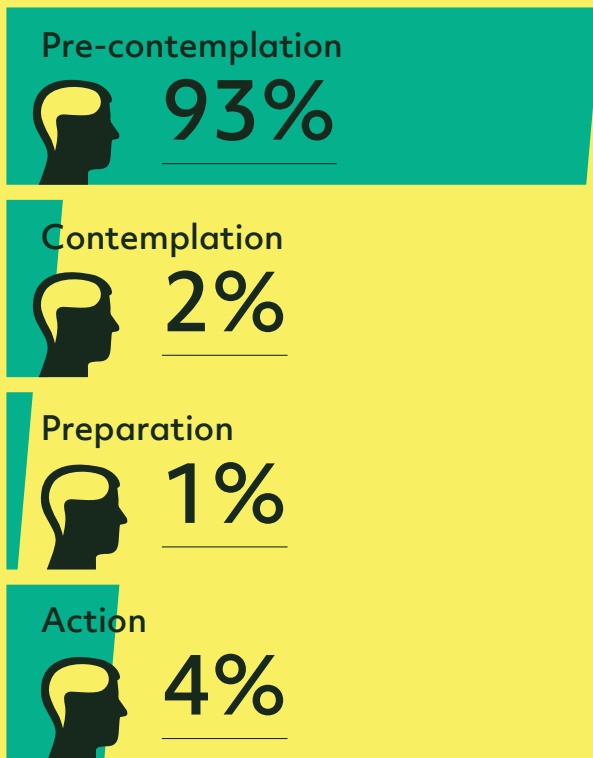 Pre-contemplation
93%
Contemplation
2%
Preparation
1%
Action
4%